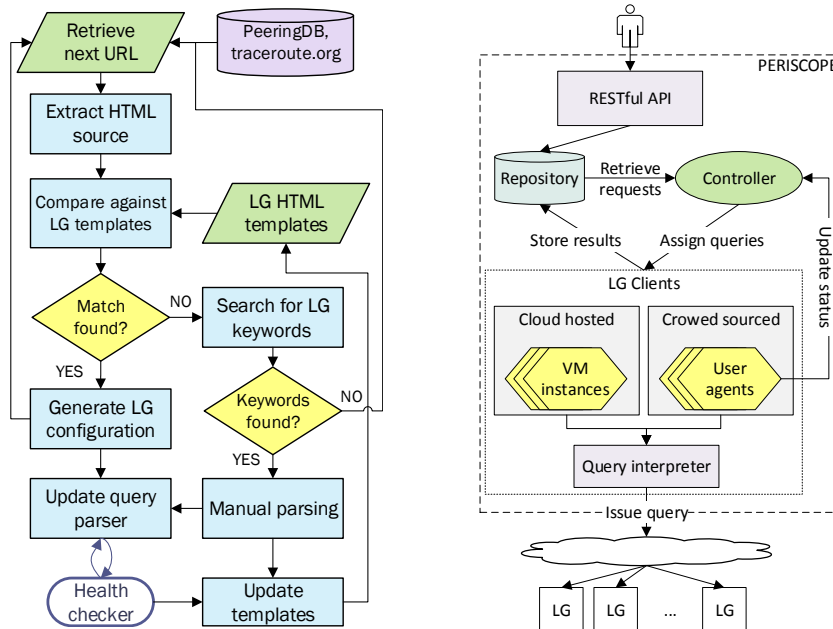 Retrieve
next URL
PeeringDB,
traceroute.org
Extract HTML
source
Compare against
LG templates
LG HTML
templates
Match
found?
NO
Search for LG
keywords
YES
Keywords
found?
NO
Generate LG
configuration
YES
Update query
parser
Manual parsing
Health
checker
Update
templates
PERISCOPE
RESTful API
Repository
Retrieve
requests
Controller
Store results
Assign queries
Update status
LG Clients
Cloud hosted
Crowed sourced
VM
instances
User
agents
Query interpreter
Issue query
LG
LG
...
LG